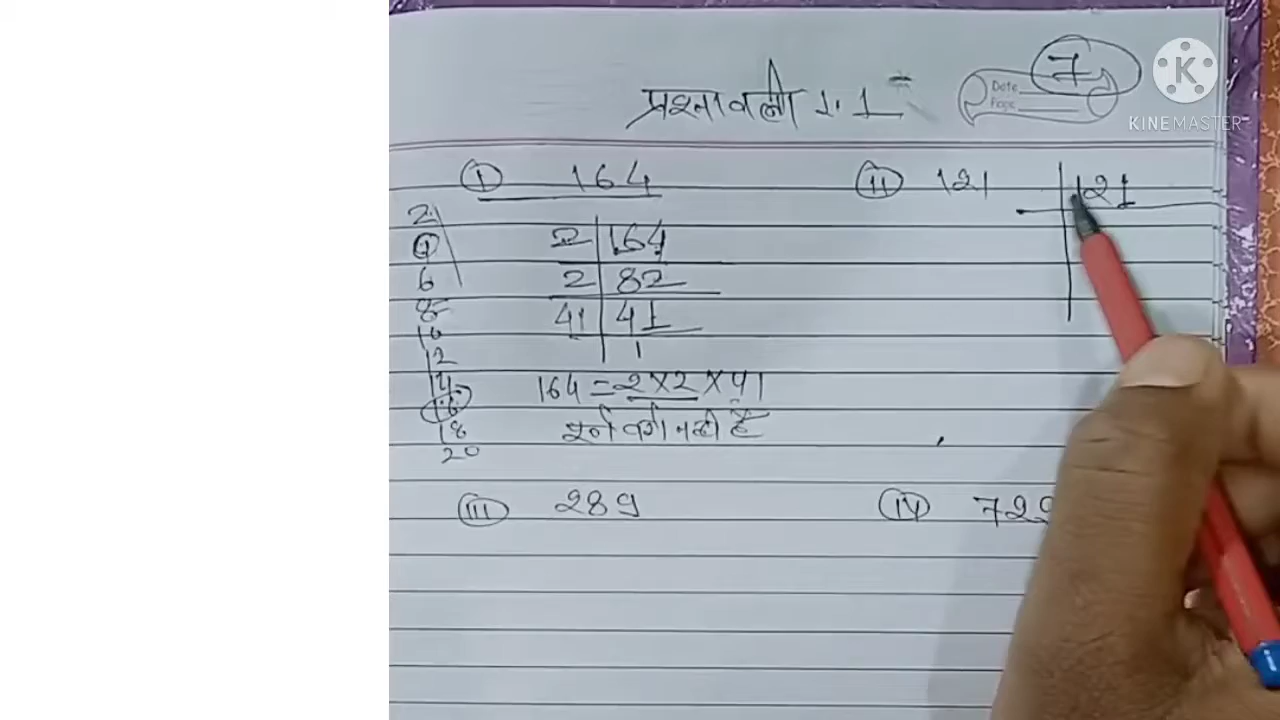 7
Date
Page
KINEMASTER
प्रश्नावली 1.1
(i) 164
2 | 164
2 | 82
41 | 41
1
164 = 2 × 2 × 41
पूर्ण वर्ग नही है
2
4
6
8
10
12
14
16
18
20
(ii) 121
121
(iii) 289
(iv) 729